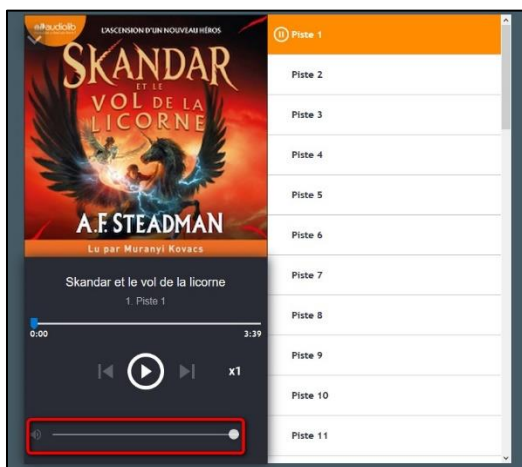 audiolib
L'ASCENSION D'UN NOUVEAU HÉROS
SKANDAR
ET LE
VOL DE LA
LICORNE
A.F. STEADMAN
Lu par Muranyi Kovacs
Skandar et le vol de la licorne
1. Piste 1
0:00 3:39
x1
Piste 1
Piste 2
Piste 3
Piste 4
Piste 5
Piste 6
Piste 7
Piste 8
Piste 9
Piste 10
Piste 11